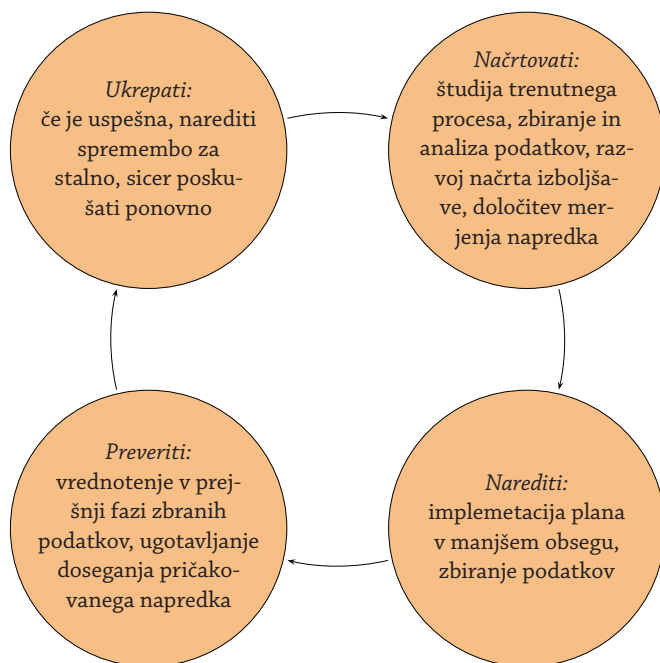 Ukrepati:
če je uspešna, narediti
spremembo za
stalno, sicer posku-
šati ponovno
Načrtovati:
študija trenutnega
procesa, zbiranje in
analiza podatkov, raz-
voj načrta izboljša-
ve, določitev mer-
jenja napredka
Preveriti:
vrednotenje v prej-
šnji fazi zbranih
podatkov, ugotavljanje
doseganja pričako-
vanega napredka
Narediti:
implemetacija plana
v manjšem obsegu,
zbiranje podatkov